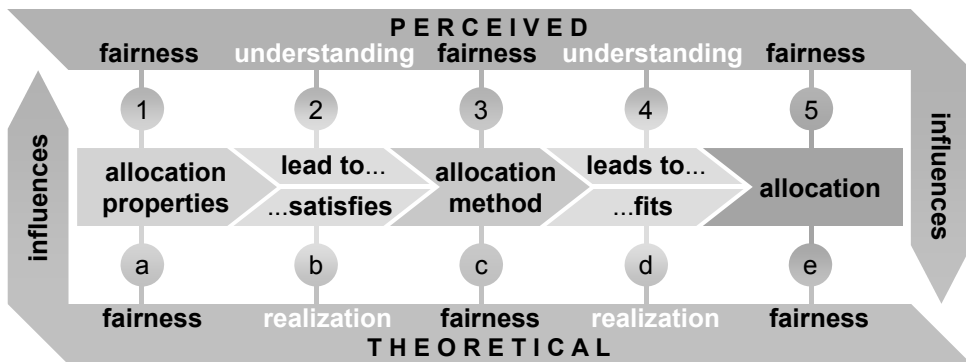 PERCEIVED
fairness understanding fairness understanding fairness
1 2 3 4 5
influences
allocation properties
lead to...
...satisfies
allocation method
leads to...
...fits
allocation
influences
a b c d e
fairness realization fairness realization fairness
THEORETICAL